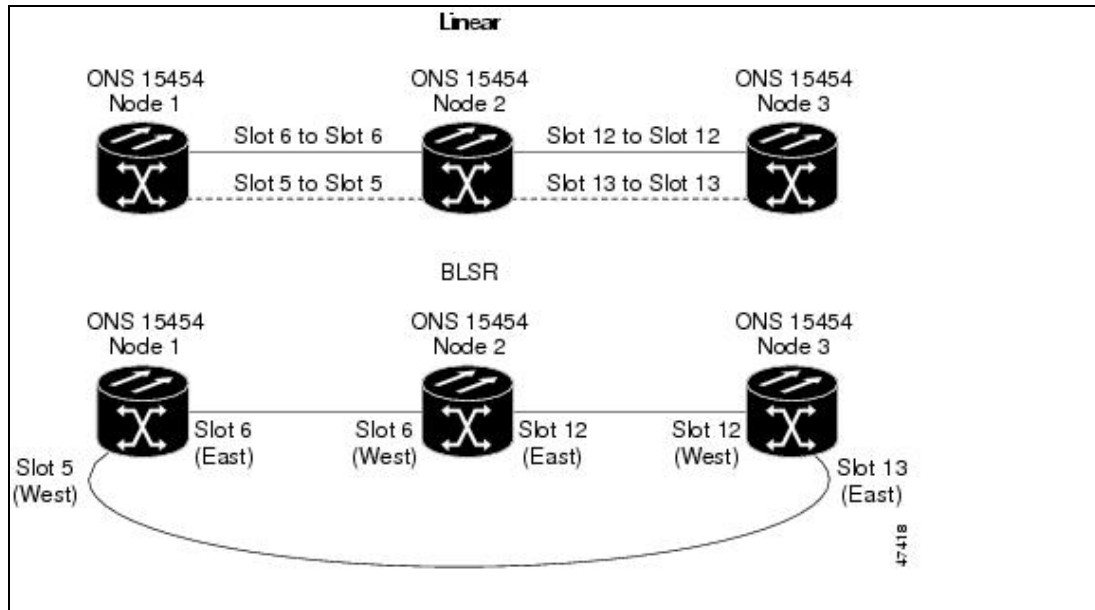 Linear
ONS 15454
Node 1
ONS 15454
Node 2
ONS 15454
Node 3
Slot 6 to Slot 6
Slot 12 to Slot 12
Slot 5 to Slot 5
Slot 13 to Slot 13
BLSR
ONS 15454
Node 1
ONS 15454
Node 2
ONS 15454
Node 3
Slot 5
(West)
Slot 6
(East)
Slot 6
(West)
Slot 12
(East)
Slot 12
(West)
Slot 13
(East)
47418